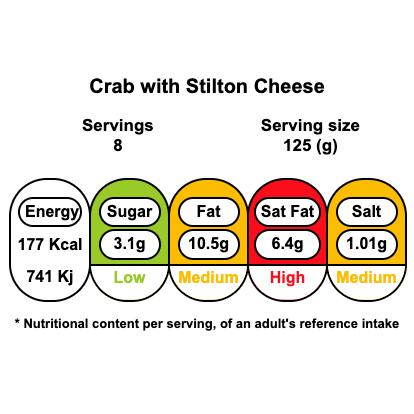 Crab with Stilton Cheese
Servings Serving size
8 125 (g)
Energy Sugar Fat Sat Fat Salt
177 Kcal 3.1g 10.5g 6.4g 1.01g
741 Kj Low Medium High Medium
* Nutritional content per serving, of an adult's reference intake